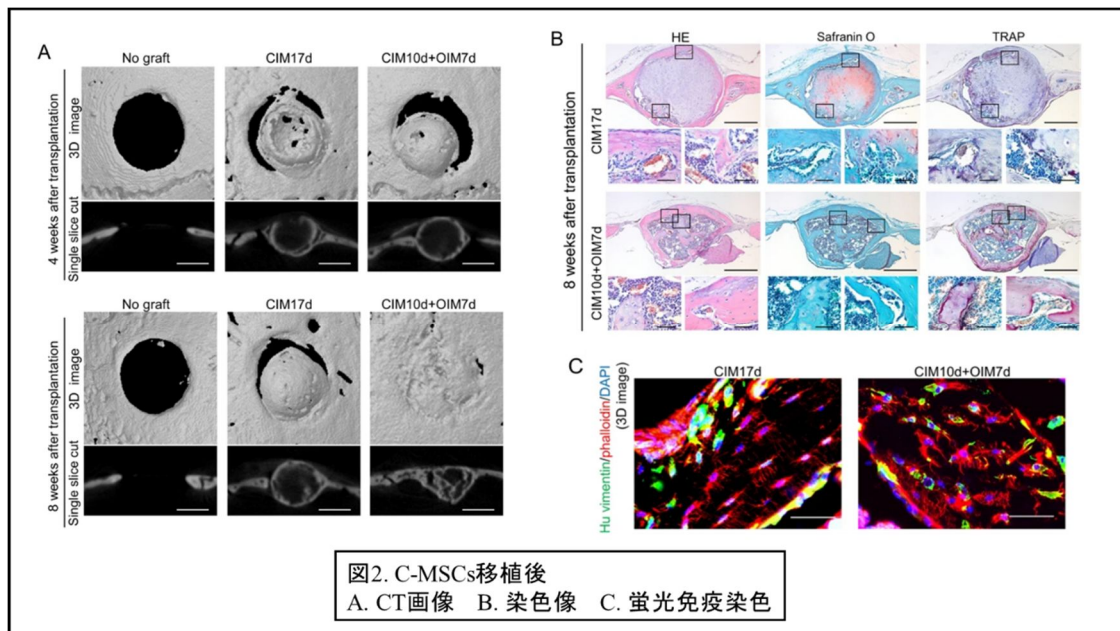 A
No graft
CIM17d
CIM10d+OIM7d
4 weeks after transplantation
3D image
Single slice cut
No graft
CIM17d
CIM10d+OIM7d
8 weeks after transplantation
3D image
Single slice cut
B
HE
Safranin O
TRAP
8 weeks after transplantation
CIM17d
CIM10d+OIM7d
C
CIM17d
CIM10d+OIM7d
Hu vimentin/phalloidin/DAPI
(3D image)
図2. C-MSCs移植後
A. CT画像 B. 染色像 C. 蛍光免疫染色